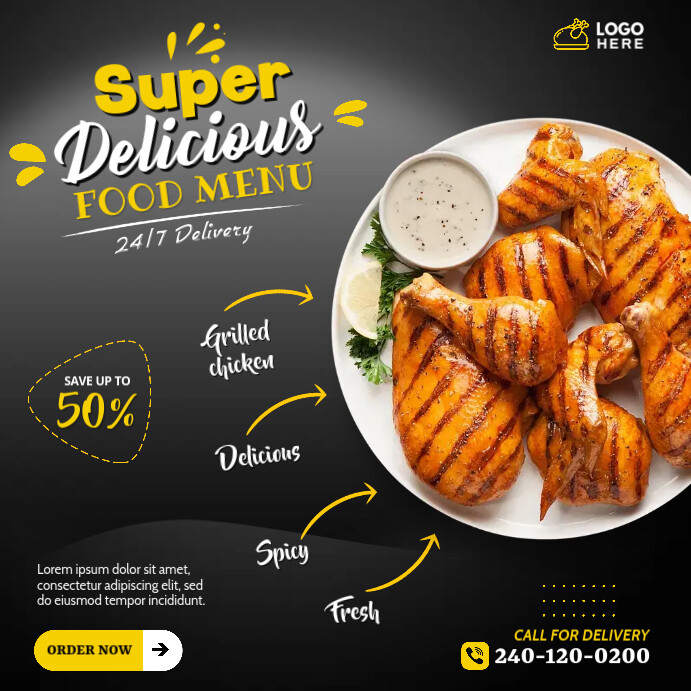 LOGO
HERE
Super
Delicious
FOOD MENU
24/7 Delivery
Grilled
chicken
SAVE UP TO
50%
Delicious
Spicy
Fresh
Lorem ipsum dolor sit amet,
consectetur adipiscing elit, sed
do eiusmod tempor incididunt.
ORDER NOW
CALL FOR DELIVERY
240-120-0200